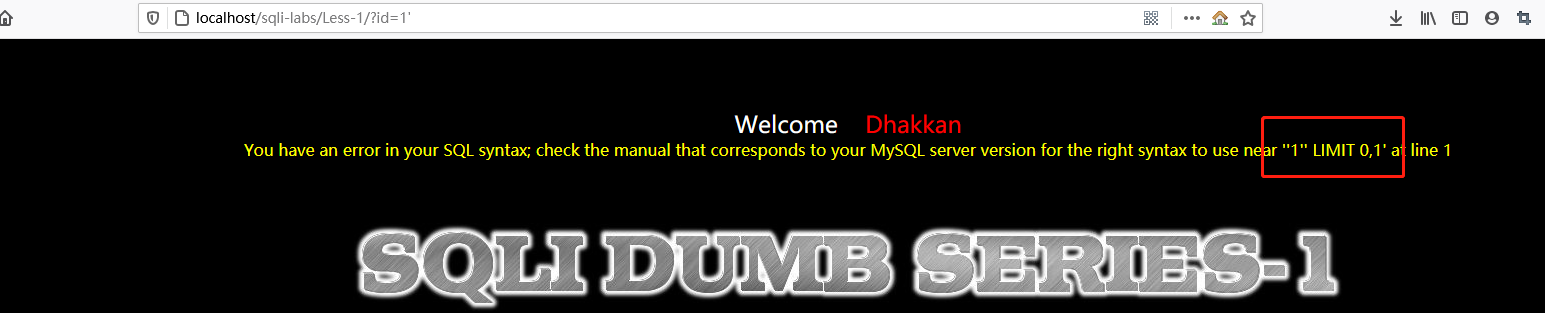 localhost/sqli-labs/Less-1/?id=1'
Welcome Dhakkan
You have an error in your SQL syntax; check the manual that corresponds to your MySQL server version for the right syntax to use near ''1'' LIMIT 0,1' at line 1
SQLI DUMB SERIES-1